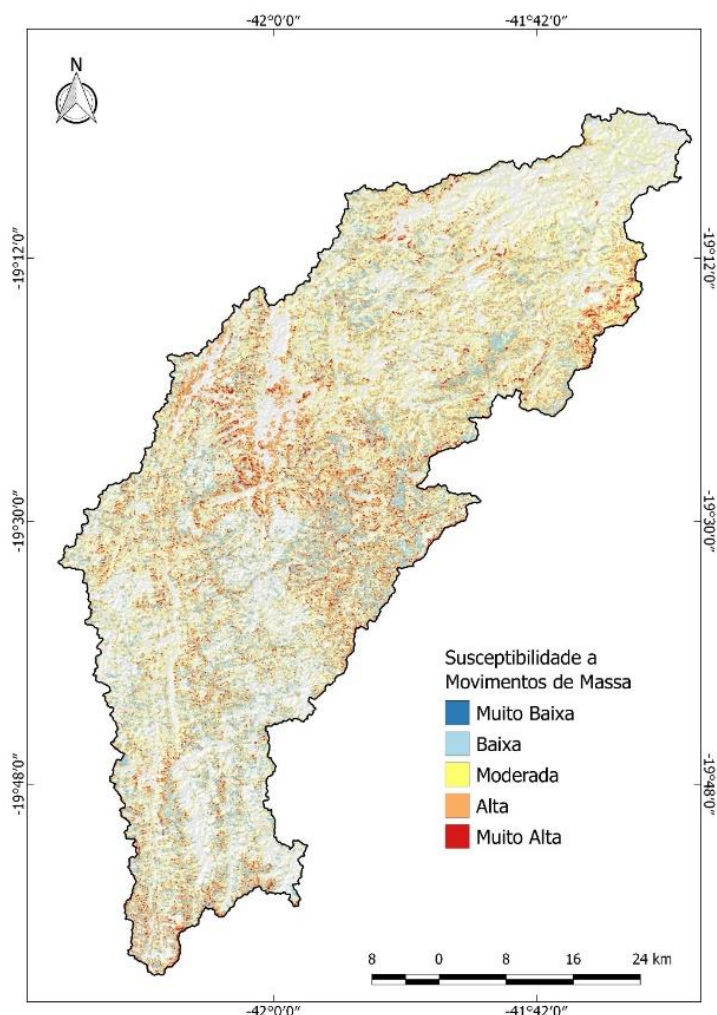 -42°0′0″
-41°42′0″
N
-19°12′0″
-19°12′0″
-19°30′0″
-19°30′0″
Susceptibilidade a
Movimentos de Massa
Muito Baixa
Baixa
Moderada
Alta
Muito Alta
-19°48′0″
-19°48′0″
8 0 8 16 24 km
-42°0′0″
-41°42′0″